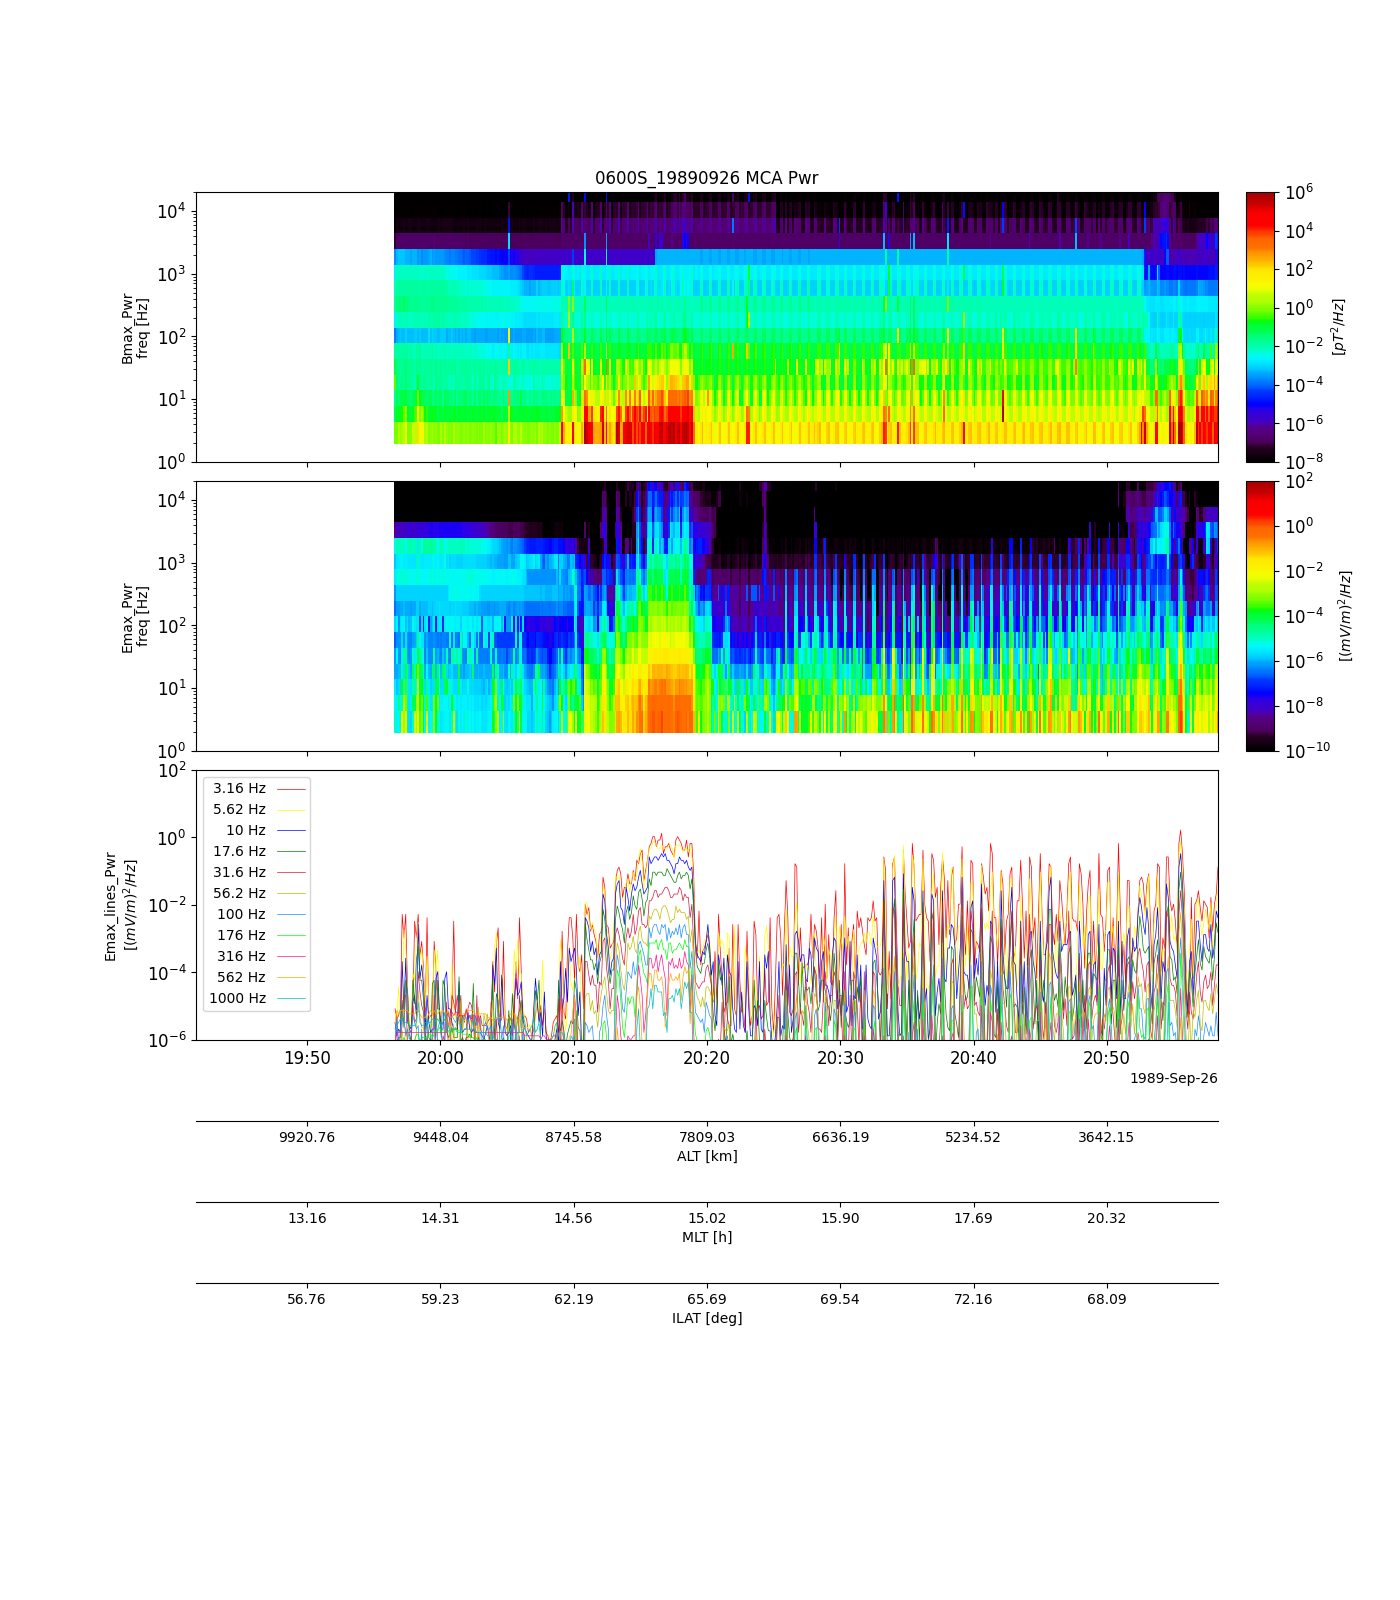 0600S_19890926 MCA Pwr
10^4
10^3
10^2
10^1
10^0
Bmax_Pwr
freq [Hz]
10^6
10^4
10^2
10^0
10^-2
10^-4
10^-6
10^-8
[pT^2/Hz]
10^4
10^3
10^2
10^1
10^0
Emax_Pwr
freq [Hz]
10^2
10^0
10^-2
10^-4
10^-6
10^-8
10^-10
[(mV/m)^2/Hz]
10^2
10^0
10^-2
10^-4
10^-6
Emax_lines_Pwr
[(mV/m)^2/Hz]
3.16 Hz
5.62 Hz
10 Hz
17.6 Hz
31.6 Hz
56.2 Hz
100 Hz
176 Hz
316 Hz
562 Hz
1000 Hz
19:50 20:00 20:10 20:20 20:30 20:40 20:50
1989-Sep-26
9920.76 9448.04 8745.58 7809.03 6636.19 5234.52 3642.15
ALT [km]
13.16 14.31 14.56 15.02 15.90 17.69 20.32
MLT [h]
56.76 59.23 62.19 65.69 69.54 72.16 68.09
ILAT [deg]